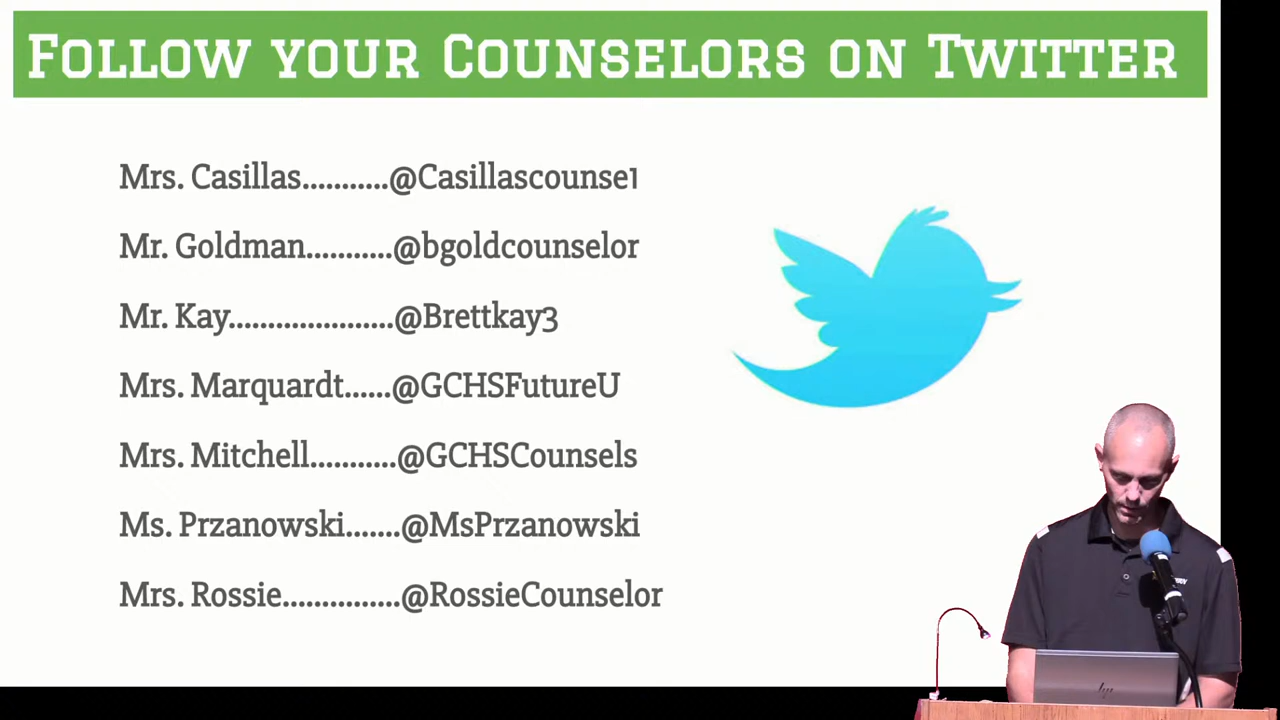 Follow your Counselors on Twitter
Mrs. Casillas...........@Casillascounse1
Mr. Goldman...........@bgoldcounselor
Mr. Kay.....................@Brettkay3
Mrs. Marquardt......@GCHSFutureU
Mrs. Mitchell...........@GCHSCounsels
Ms. Przanowski.......@MsPrzanowski
Mrs. Rossie...............@RossieCounselor
hp